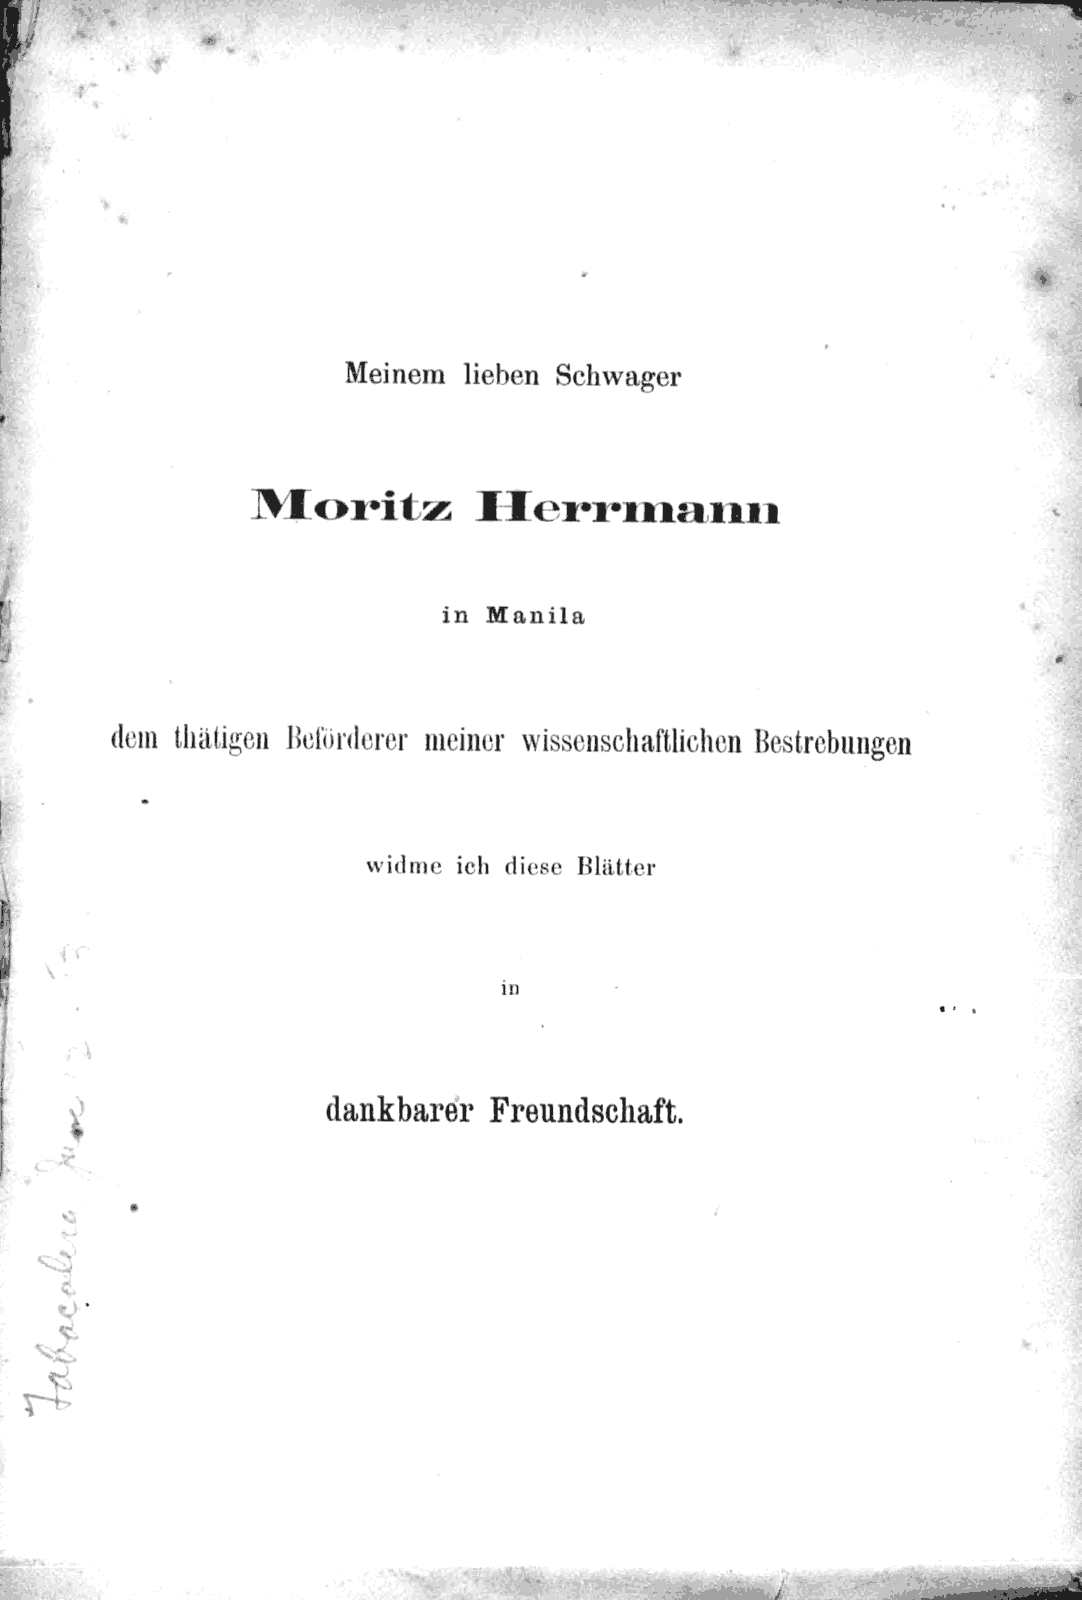 Meinem lieben Schwager
Moritz Herrmann
in Manila
dem thätigen Beförderer meiner wissenschaftlichen Bestrebungen
widme ich diese Blätter
in
dankbarer Freundschaft.
Tabacalera June